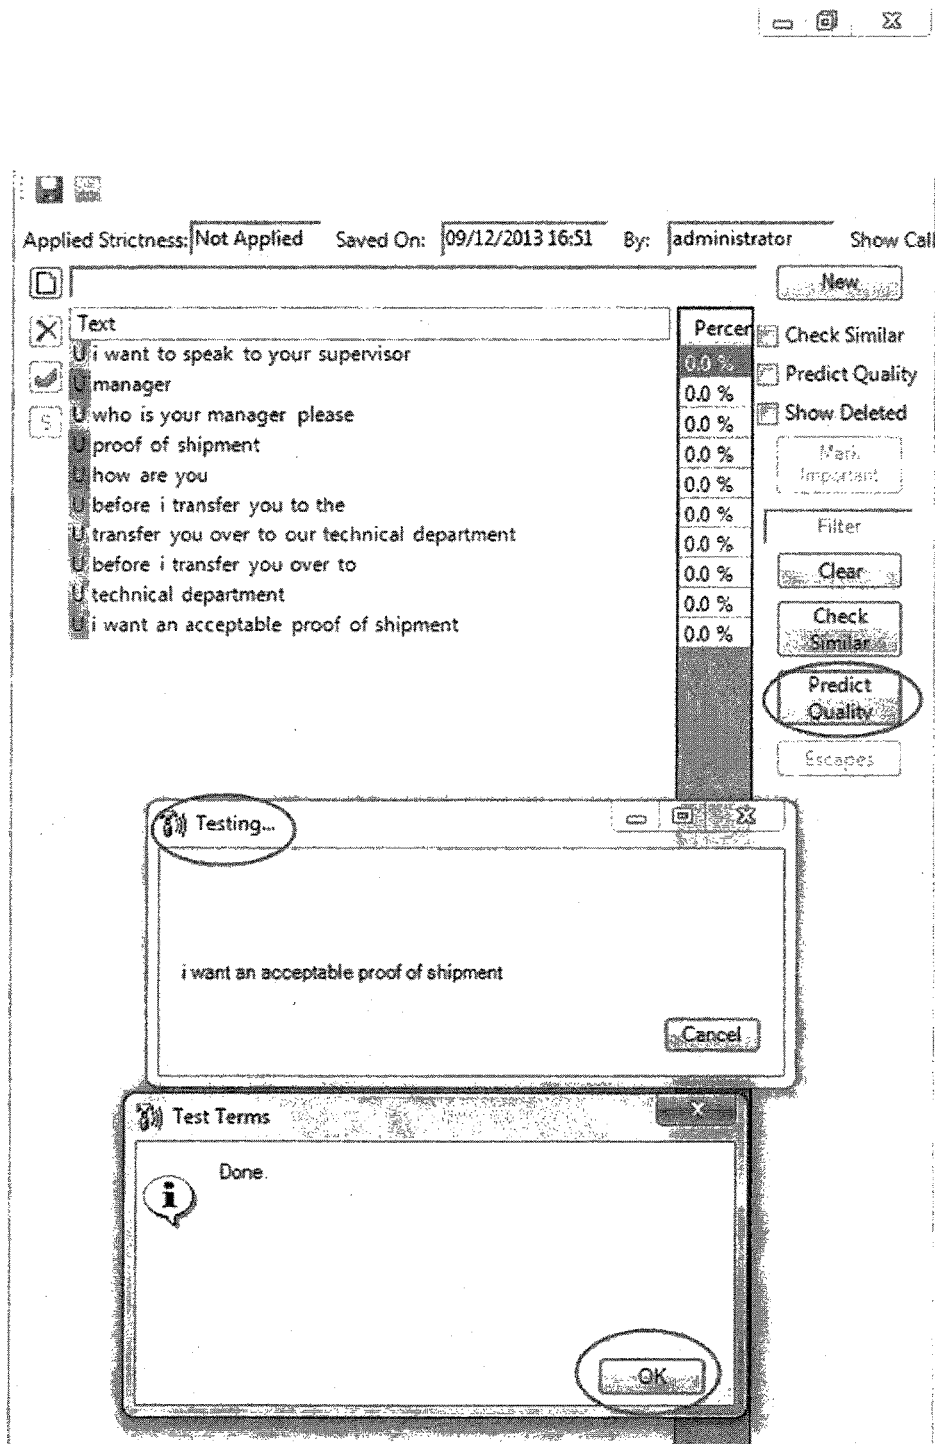 Applied Strictness: Not Applied Saved On: 09/12/2013 16:51 By: administrator Show Call
New
Text Percen
Check Similar
U i want to speak to your supervisor 0.0 %
U manager 0.0 %
Predict Quality
U who is your manager please 0.0 %
Show Deleted
U proof of shipment 0.0 %
Mark
Important
U how are you 0.0 %
U before i transfer you to the 0.0 %
Filter
U transfer you over to our technical department 0.0 %
U before i transfer you over to 0.0 %
Clear
U technical department 0.0 %
U i want an acceptable proof of shipment 0.0 %
Check
Similar
Predict
Quality
Escapes
S
Testing...
i want an acceptable proof of shipment
Cancel
Test Terms
Done.
i
OK